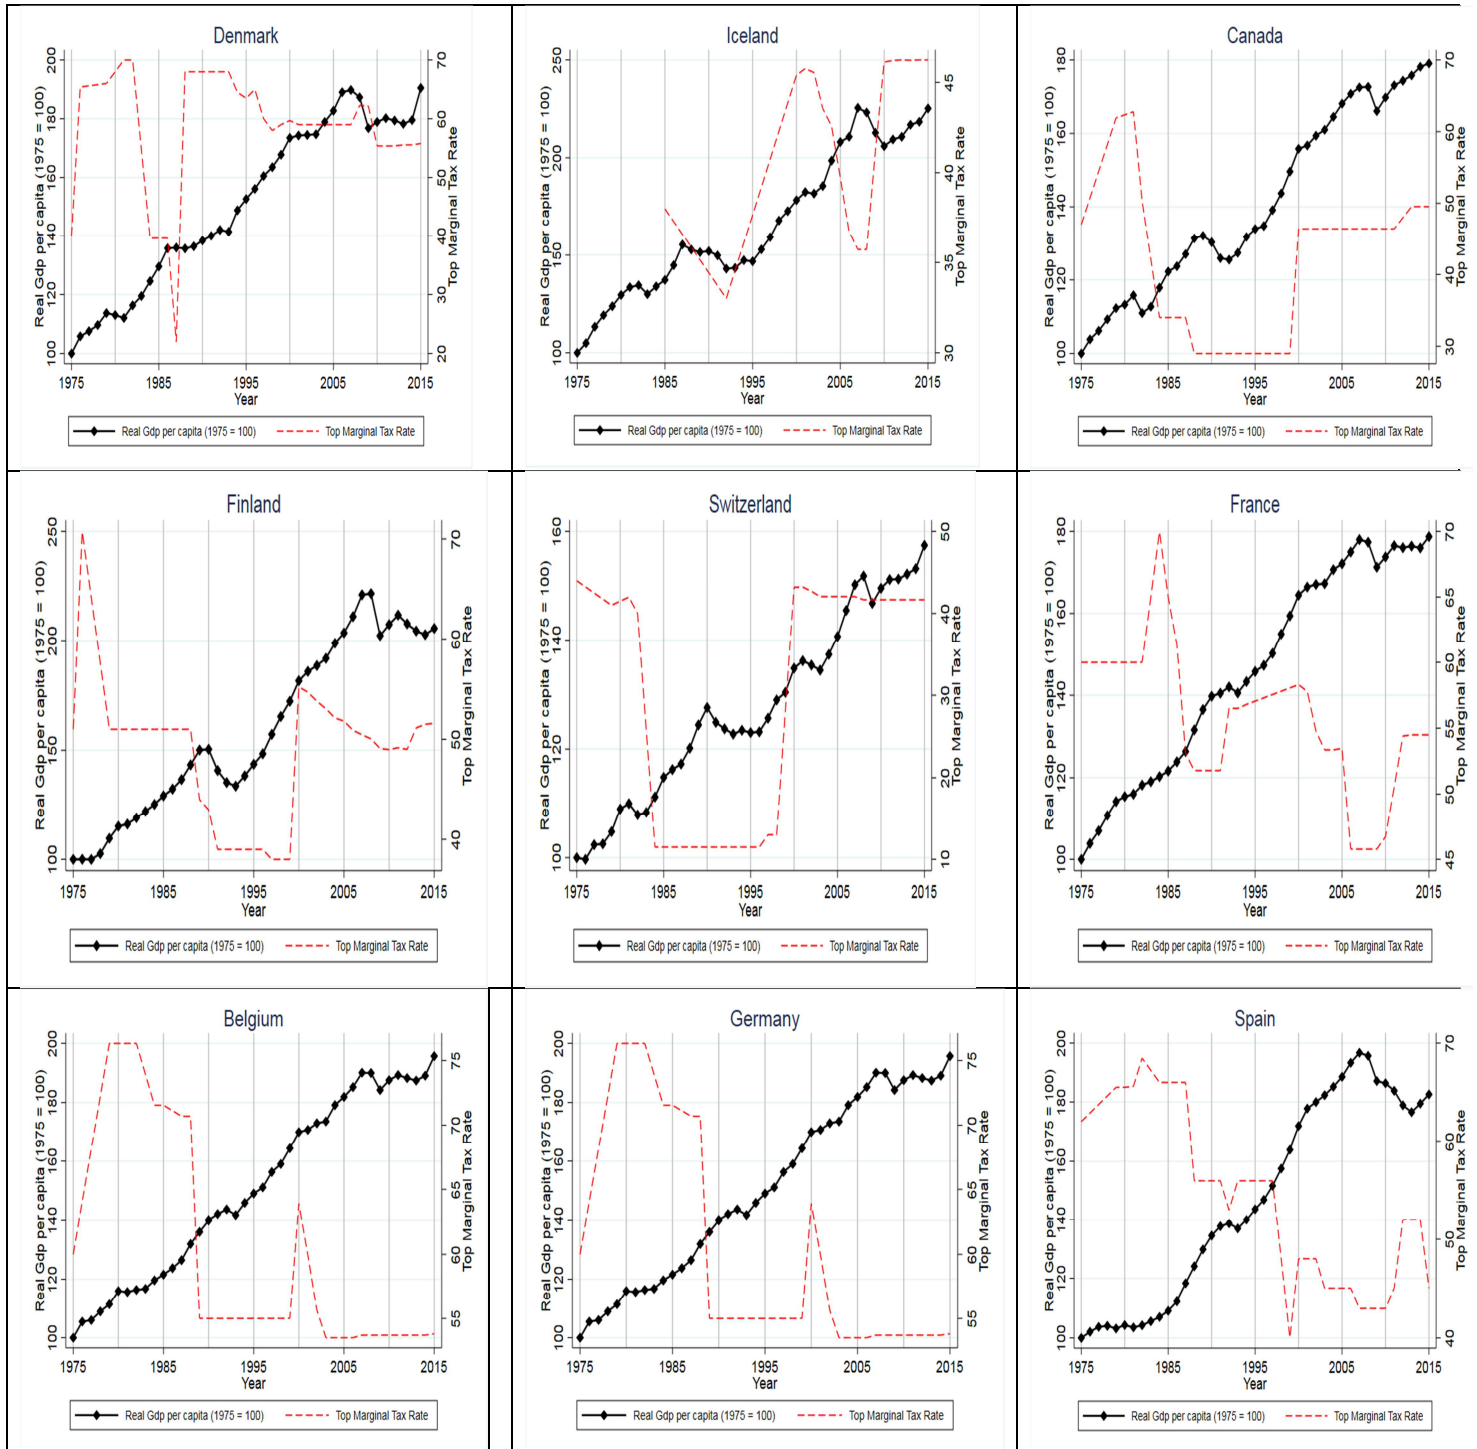 Denmark
Real Gdp per capita (1975 = 100)
100 120 140 160 180 200
Top Marginal Tax Rate
20 30 40 50 60 70
1975 1985 1995 2005 2015
Year
Real Gdp per capita (1975 = 100) Top Marginal Tax Rate
Iceland
Real Gdp per capita (1975 = 100)
100 150 200 250
Top Marginal Tax Rate
30 35 40 45
1975 1985 1995 2005 2015
Year
Real Gdp per capita (1975 = 100) Top Marginal Tax Rate
Canada
Real Gdp per capita (1975 = 100)
100 120 140 160 180
Top Marginal Tax Rate
30 40 50 60 70
1975 1985 1995 2005 2015
Year
Real Gdp per capita (1975 = 100) Top Marginal Tax Rate
Finland
Real Gdp per capita (1975 = 100)
100 150 200 250
Top Marginal Tax Rate
40 50 60 70
1975 1985 1995 2005 2015
Year
Real Gdp per capita (1975 = 100) Top Marginal Tax Rate
Switzerland
Real Gdp per capita (1975 = 100)
100 120 140 160
Top Marginal Tax Rate
10 20 30 40 50
1975 1985 1995 2005 2015
Year
Real Gdp per capita (1975 = 100) Top Marginal Tax Rate
France
Real Gdp per capita (1975 = 100)
100 120 140 160 180
Top Marginal Tax Rate
45 50 55 60 65 70
1975 1985 1995 2005 2015
Year
Real Gdp per capita (1975 = 100) Top Marginal Tax Rate
Belgium
Real Gdp per capita (1975 = 100)
100 120 140 160 180 200
Top Marginal Tax Rate
55 60 65 70 75
1975 1985 1995 2005 2015
Year
Real Gdp per capita (1975 = 100) Top Marginal Tax Rate
Germany
Real Gdp per capita (1975 = 100)
100 120 140 160 180 200
Top Marginal Tax Rate
55 60 65 70 75
1975 1985 1995 2005 2015
Year
Real Gdp per capita (1975 = 100) Top Marginal Tax Rate
Spain
Real Gdp per capita (1975 = 100)
100 120 140 160 180 200
Top Marginal Tax Rate
40 50 60 70
1975 1985 1995 2005 2015
Year
Real Gdp per capita (1975 = 100) Top Marginal Tax Rate